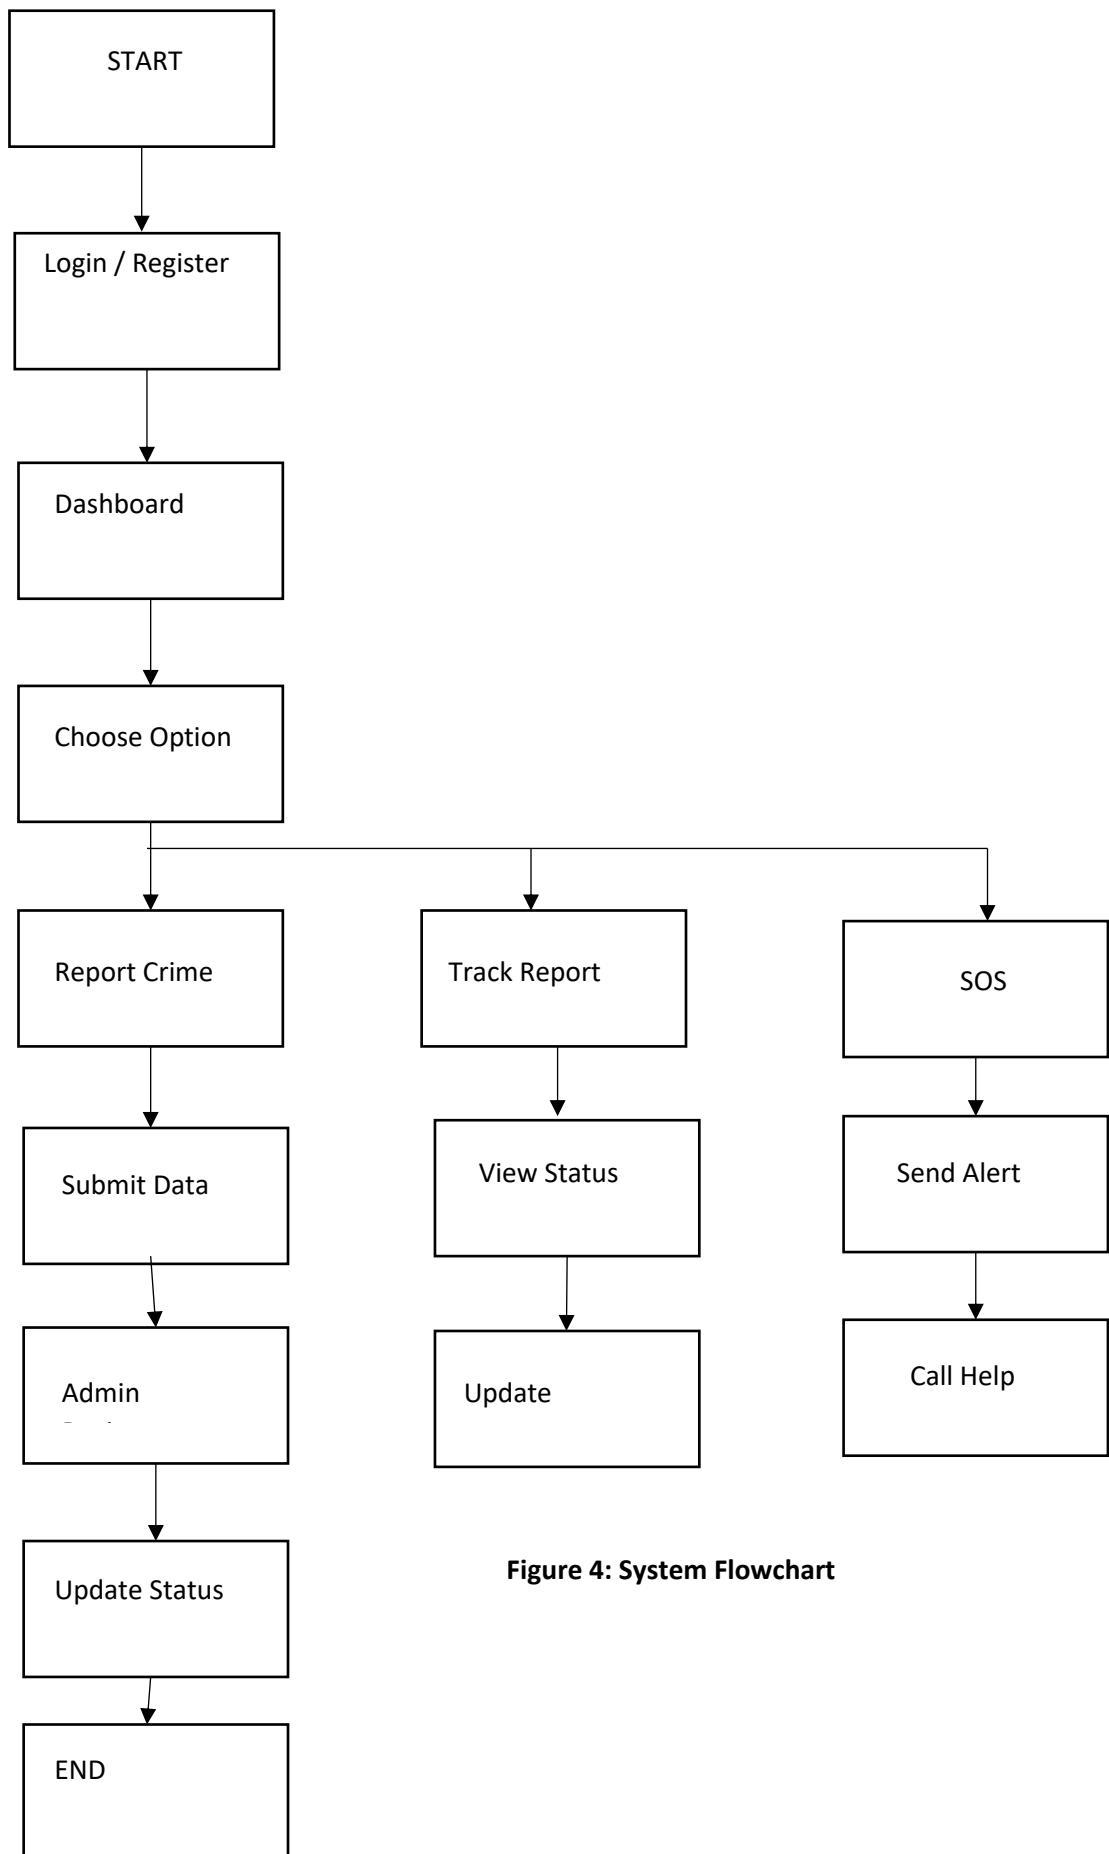 START
Login / Register
Dashboard
Choose Option
Report Crime
Track Report
SOS
Submit Data
View Status
Send Alert
Admin
Update
Call Help
Update Status
Figure 4: System Flowchart
END